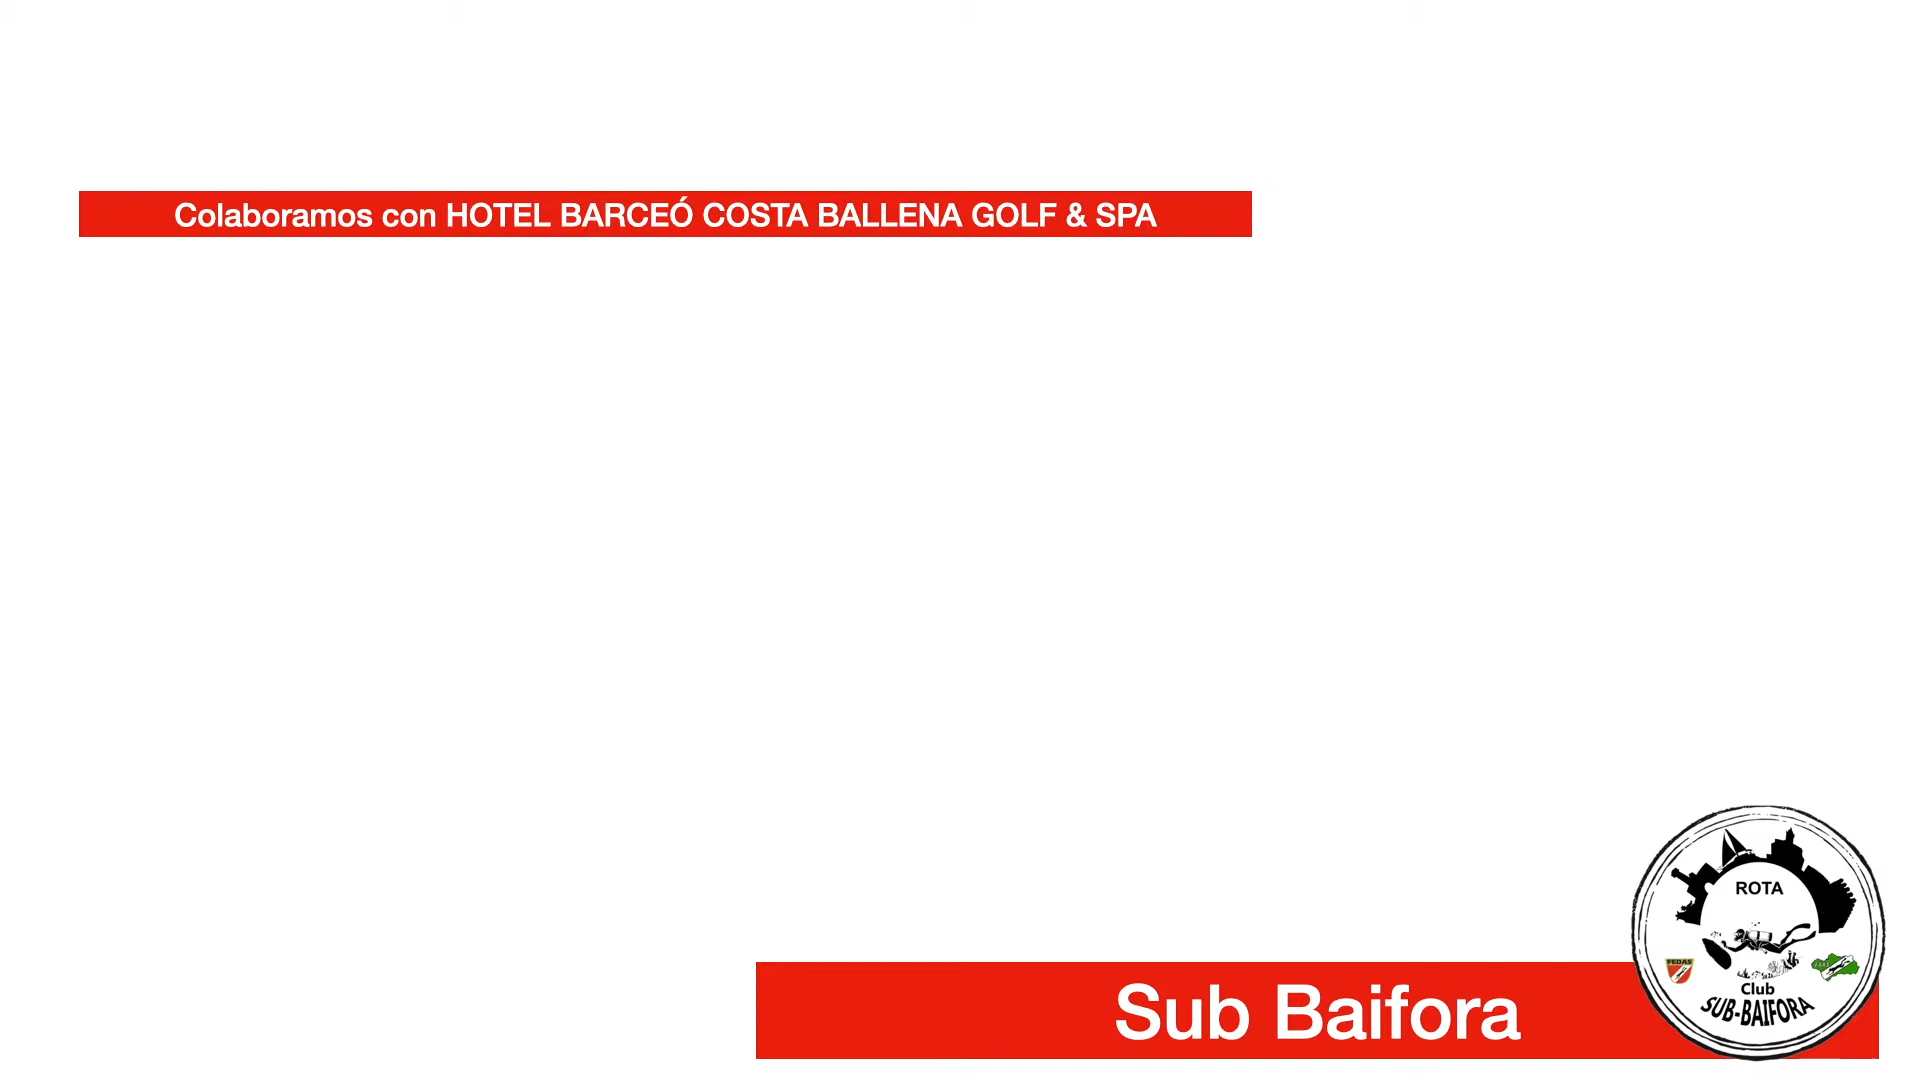 Colaboramos con HOTEL BARCEÓ COSTA BALLENA GOLF & SPA
Sub Baifora
ROTA
FEDAS
Club
SUB-BAIFORA